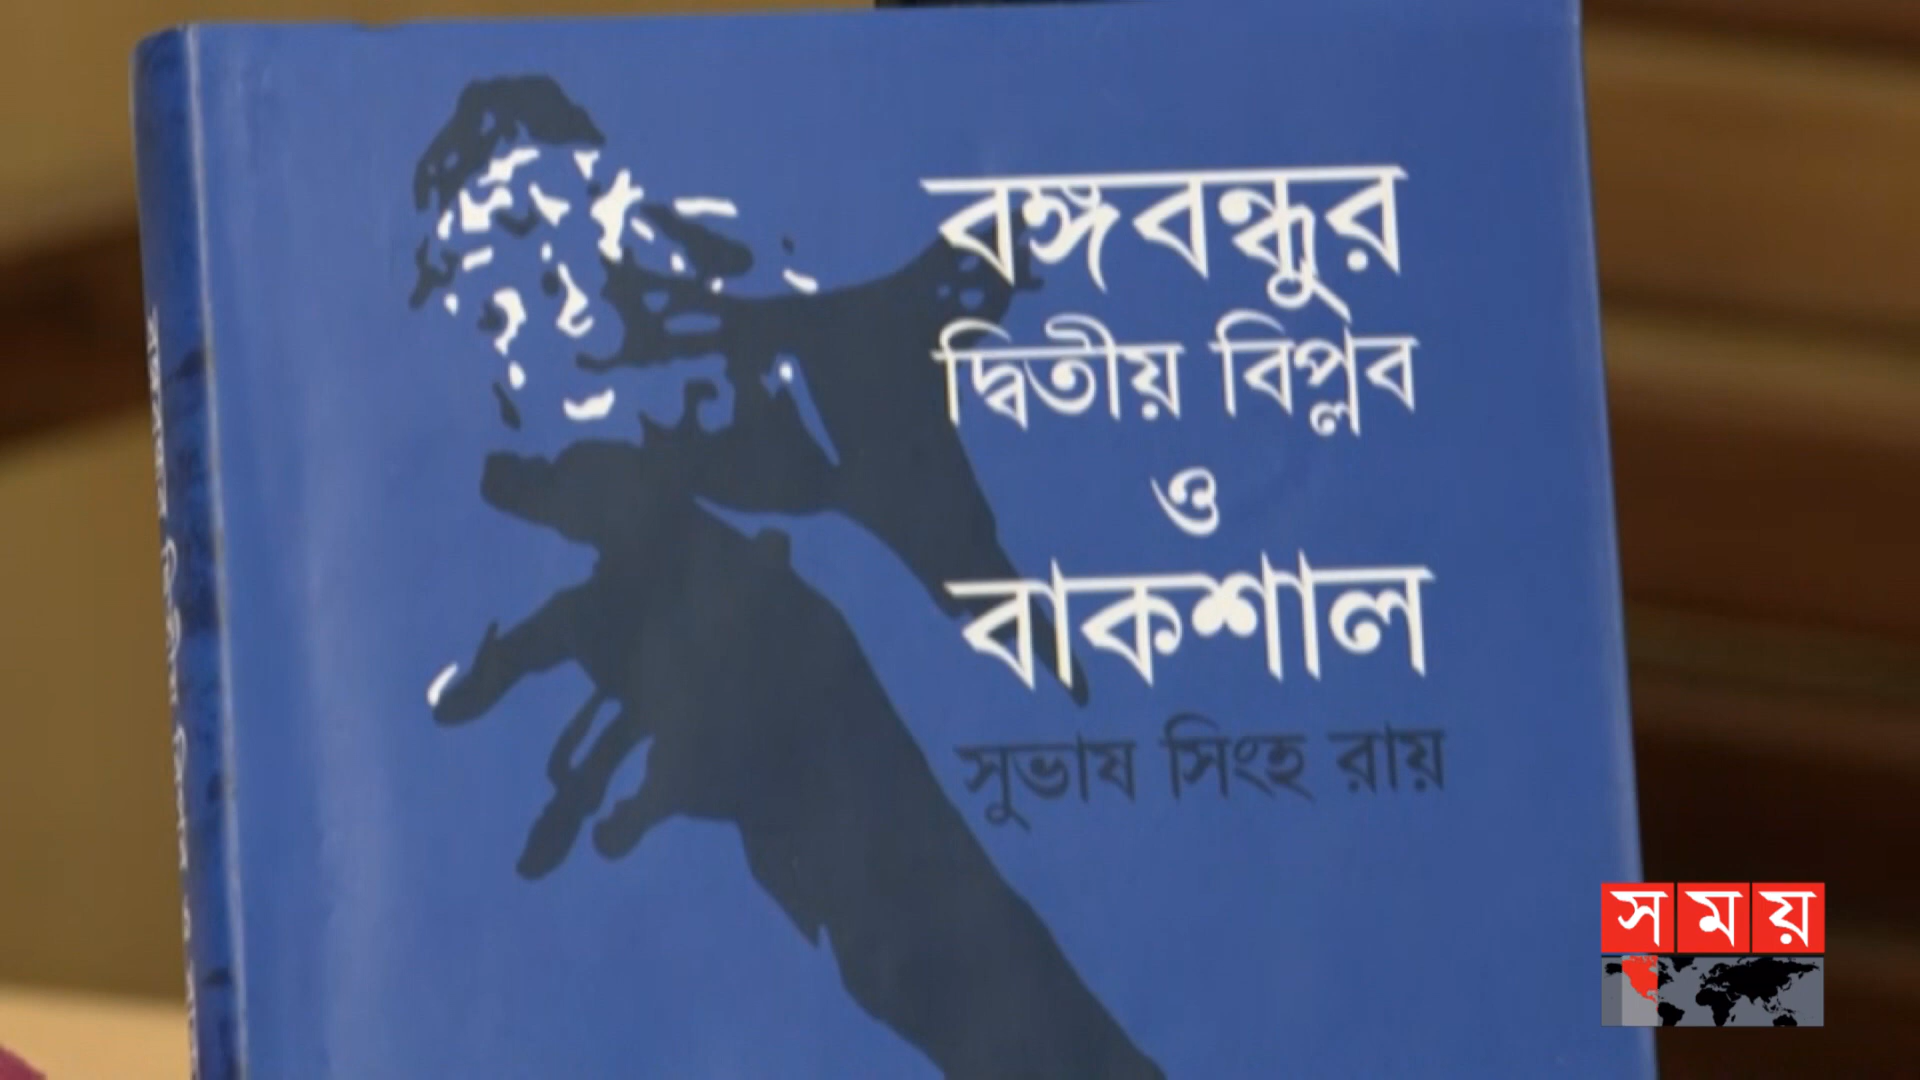 বঙ্গবন্ধুর
দ্বিতীয় বিপ্লব
ও
বাকশাল
সুভাষ সিংহ রায়
সময়